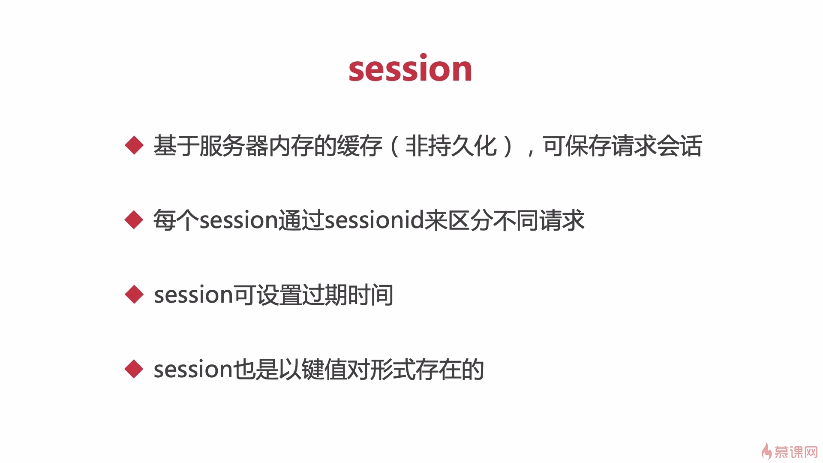 session
基于服务器内存的缓存（非持久化），可保存请求会话
每个session通过sessionid来区分不同请求
session可设置过期时间
session也是以键值对形式存在的
慕课网